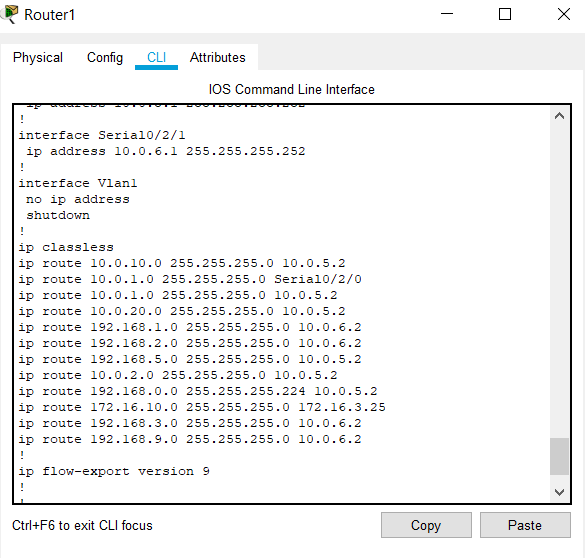 Router1
Physical Config CLI Attributes
IOS Command Line Interface
ip address 10.0.5.1 255.255.255.252
!
interface Serial0/2/1
ip address 10.0.6.1 255.255.255.252
!
interface Vlan1
no ip address
shutdown
!
ip classless
ip route 10.0.10.0 255.255.255.0 10.0.5.2
ip route 10.0.1.0 255.255.255.0 Serial0/2/0
ip route 10.0.1.0 255.255.255.0 10.0.5.2
ip route 10.0.20.0 255.255.255.0 10.0.5.2
ip route 192.168.1.0 255.255.255.0 10.0.6.2
ip route 192.168.2.0 255.255.255.0 10.0.6.2
ip route 192.168.5.0 255.255.255.0 10.0.5.2
ip route 10.0.2.0 255.255.255.0 10.0.5.2
ip route 192.168.0.0 255.255.255.224 10.0.5.2
ip route 172.16.10.0 255.255.255.0 172.16.3.25
ip route 192.168.3.0 255.255.255.0 10.0.6.2
ip route 192.168.9.0 255.255.255.0 10.0.6.2
!
ip flow-export version 9
!
!
Ctrl+F6 to exit CLI focus
Copy Paste